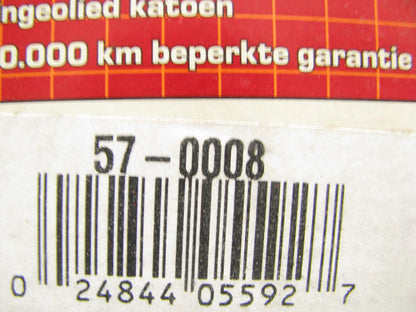 ngeolied katoen
0.000 km beperkte garantie
57-0008
0 24844 05592 7